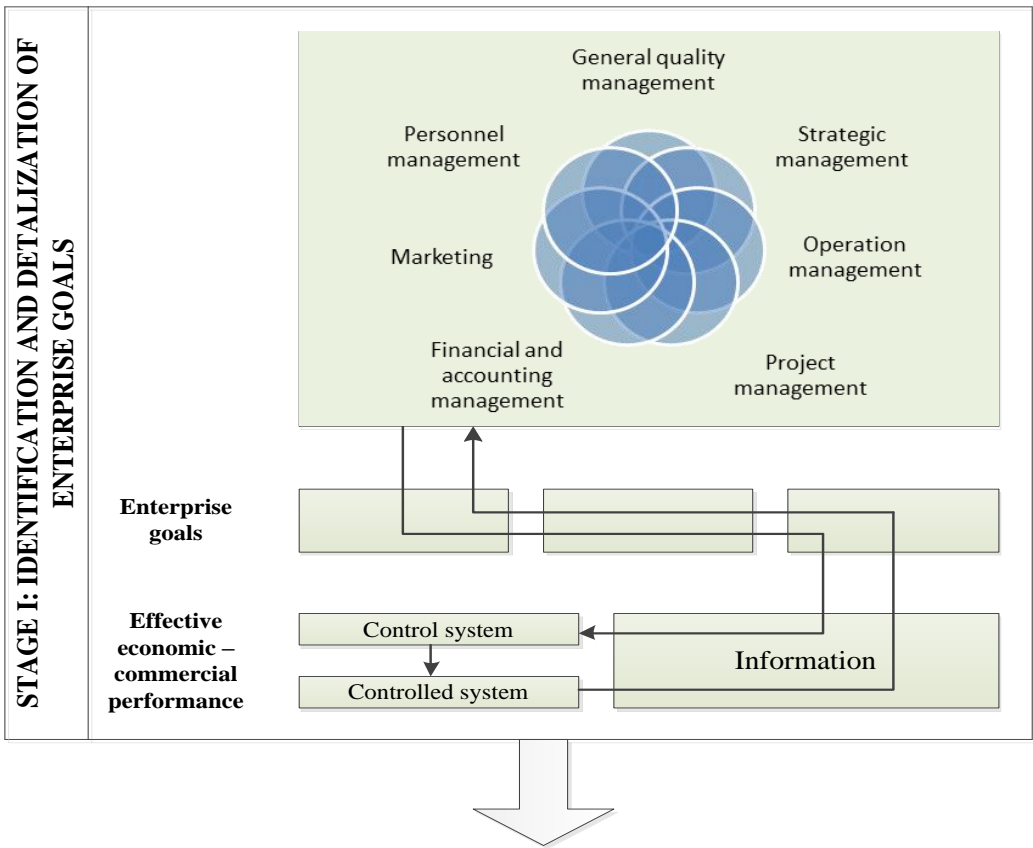 STAGE I: IDENTIFICATION AND DETALIZATION OF
ENTERPRISE GOALS
General quality
management
Personnel
management
Strategic
management
Marketing
Operation
management
Financial and
accounting
management
Project
management
Enterprise
goals
Effective
economic –
commercial
performance
Control system
Controlled system
Information